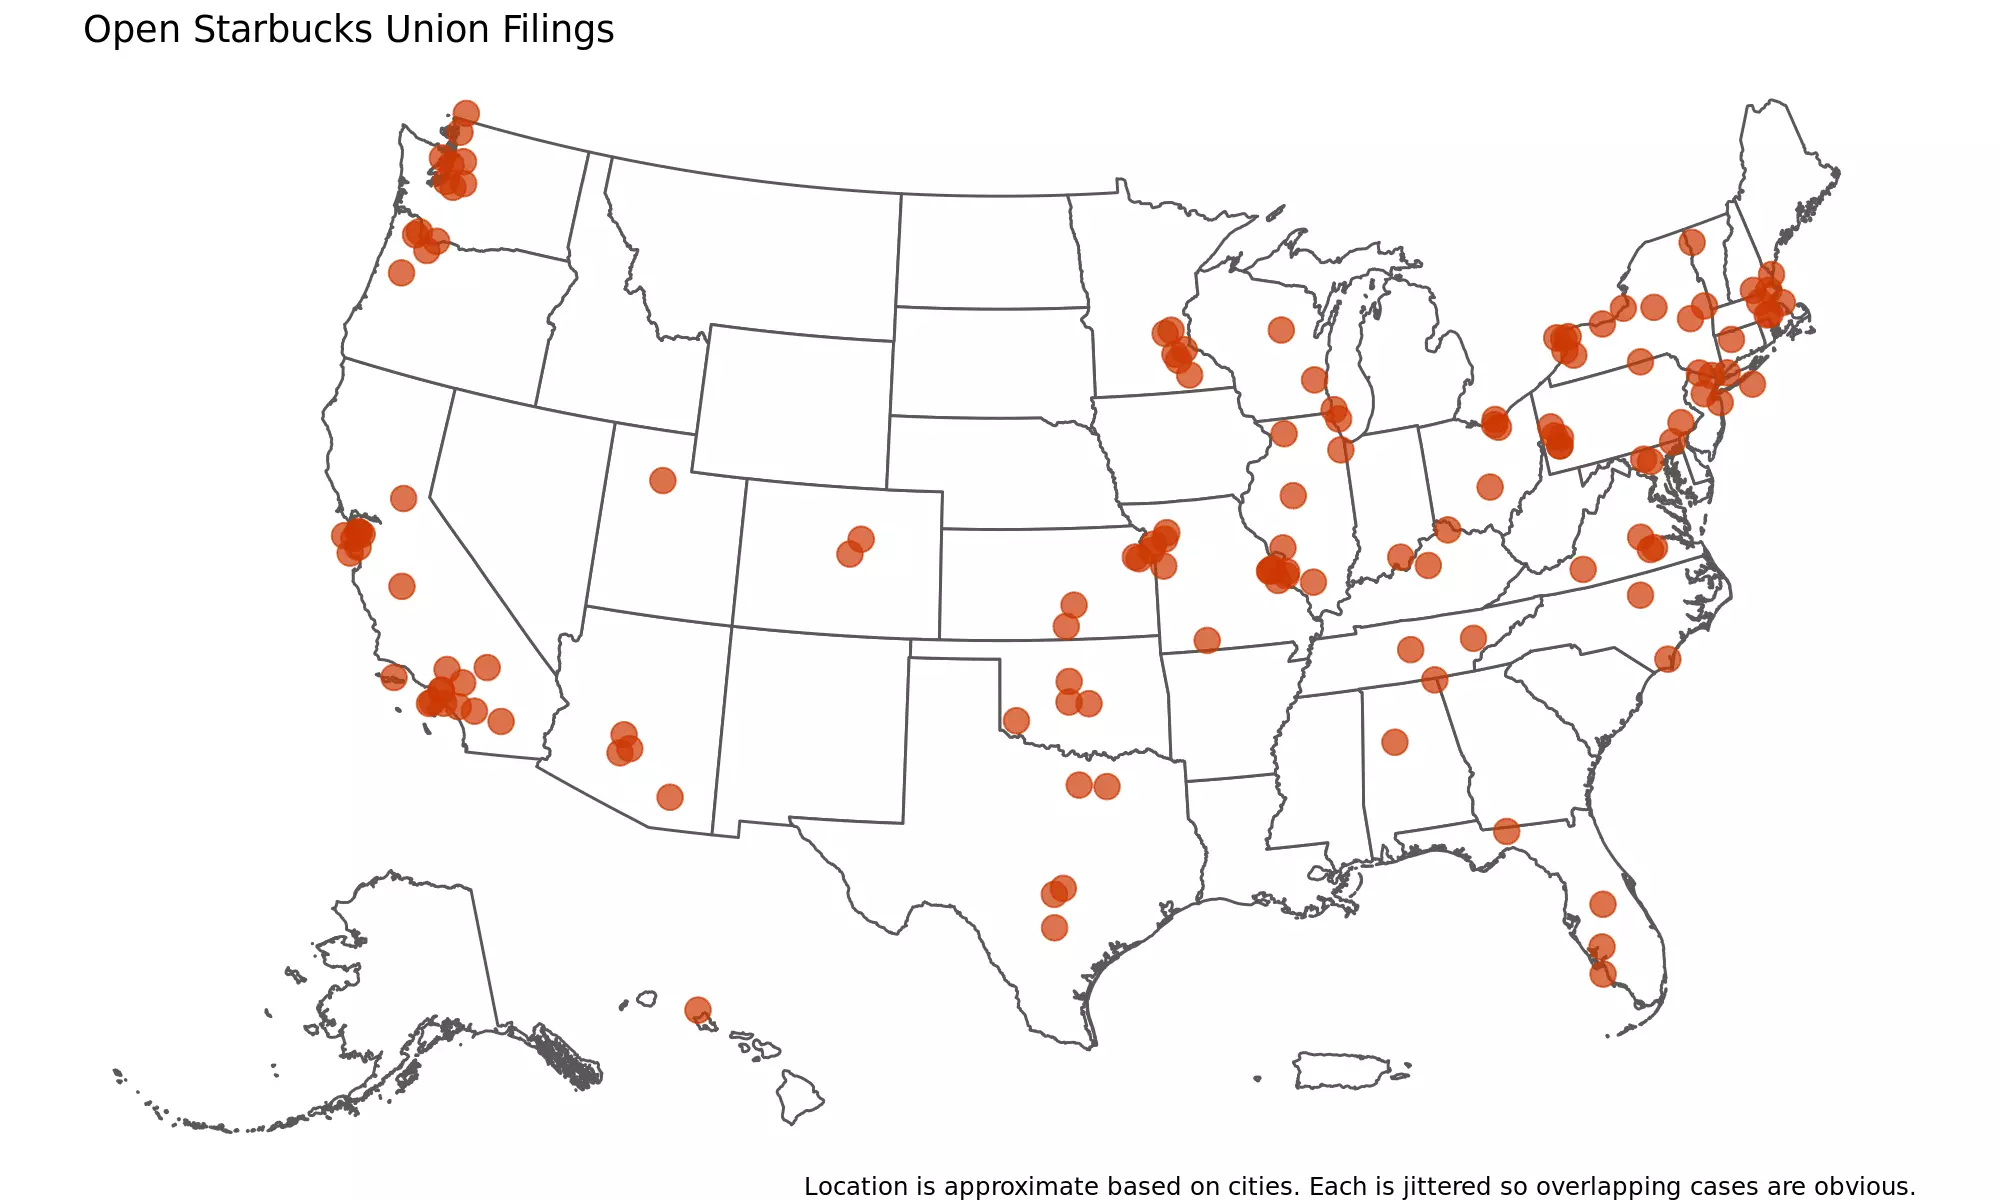 Open Starbucks Union Filings
Location is approximate based on cities. Each is jittered so overlapping cases are obvious.